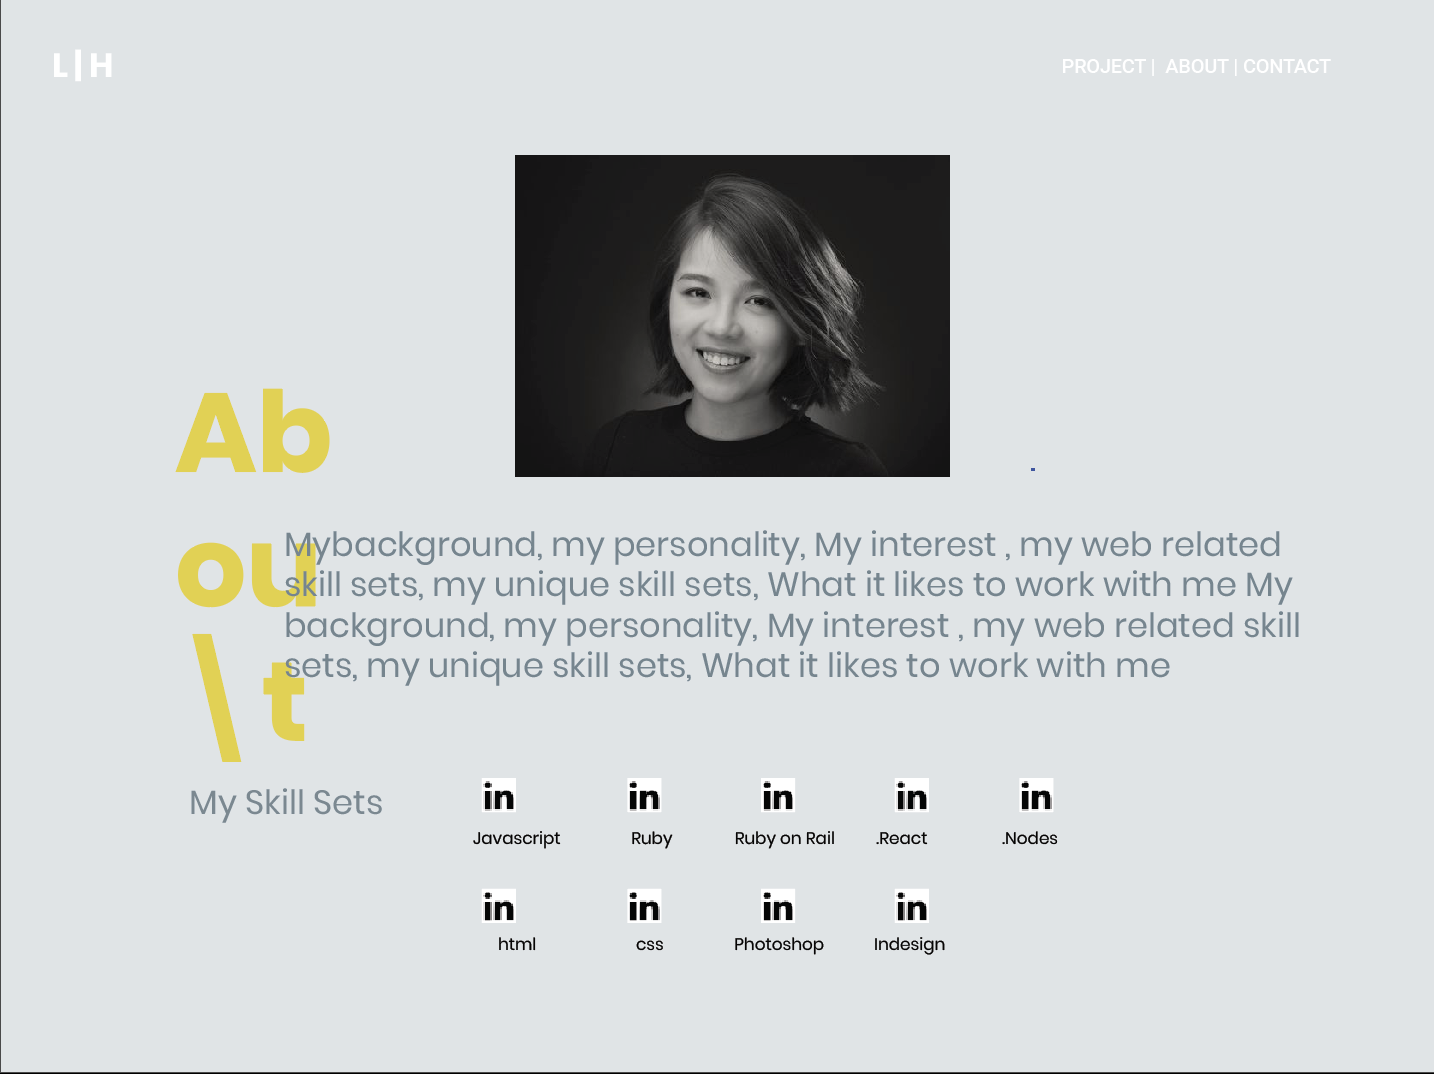 L|H
PROJECT | ABOUT | CONTACT
Ab
ou
\t
Mybackground, my personality, My interest , my web related
skill sets, my unique skill sets, What it likes to work with me My
background, my personality, My interest , my web related skill
sets, my unique skill sets, What it likes to work with me
My Skill Sets
in in in in in
Javascript Ruby Ruby on Rail .React .Nodes
in in in in
html css Photoshop Indesign